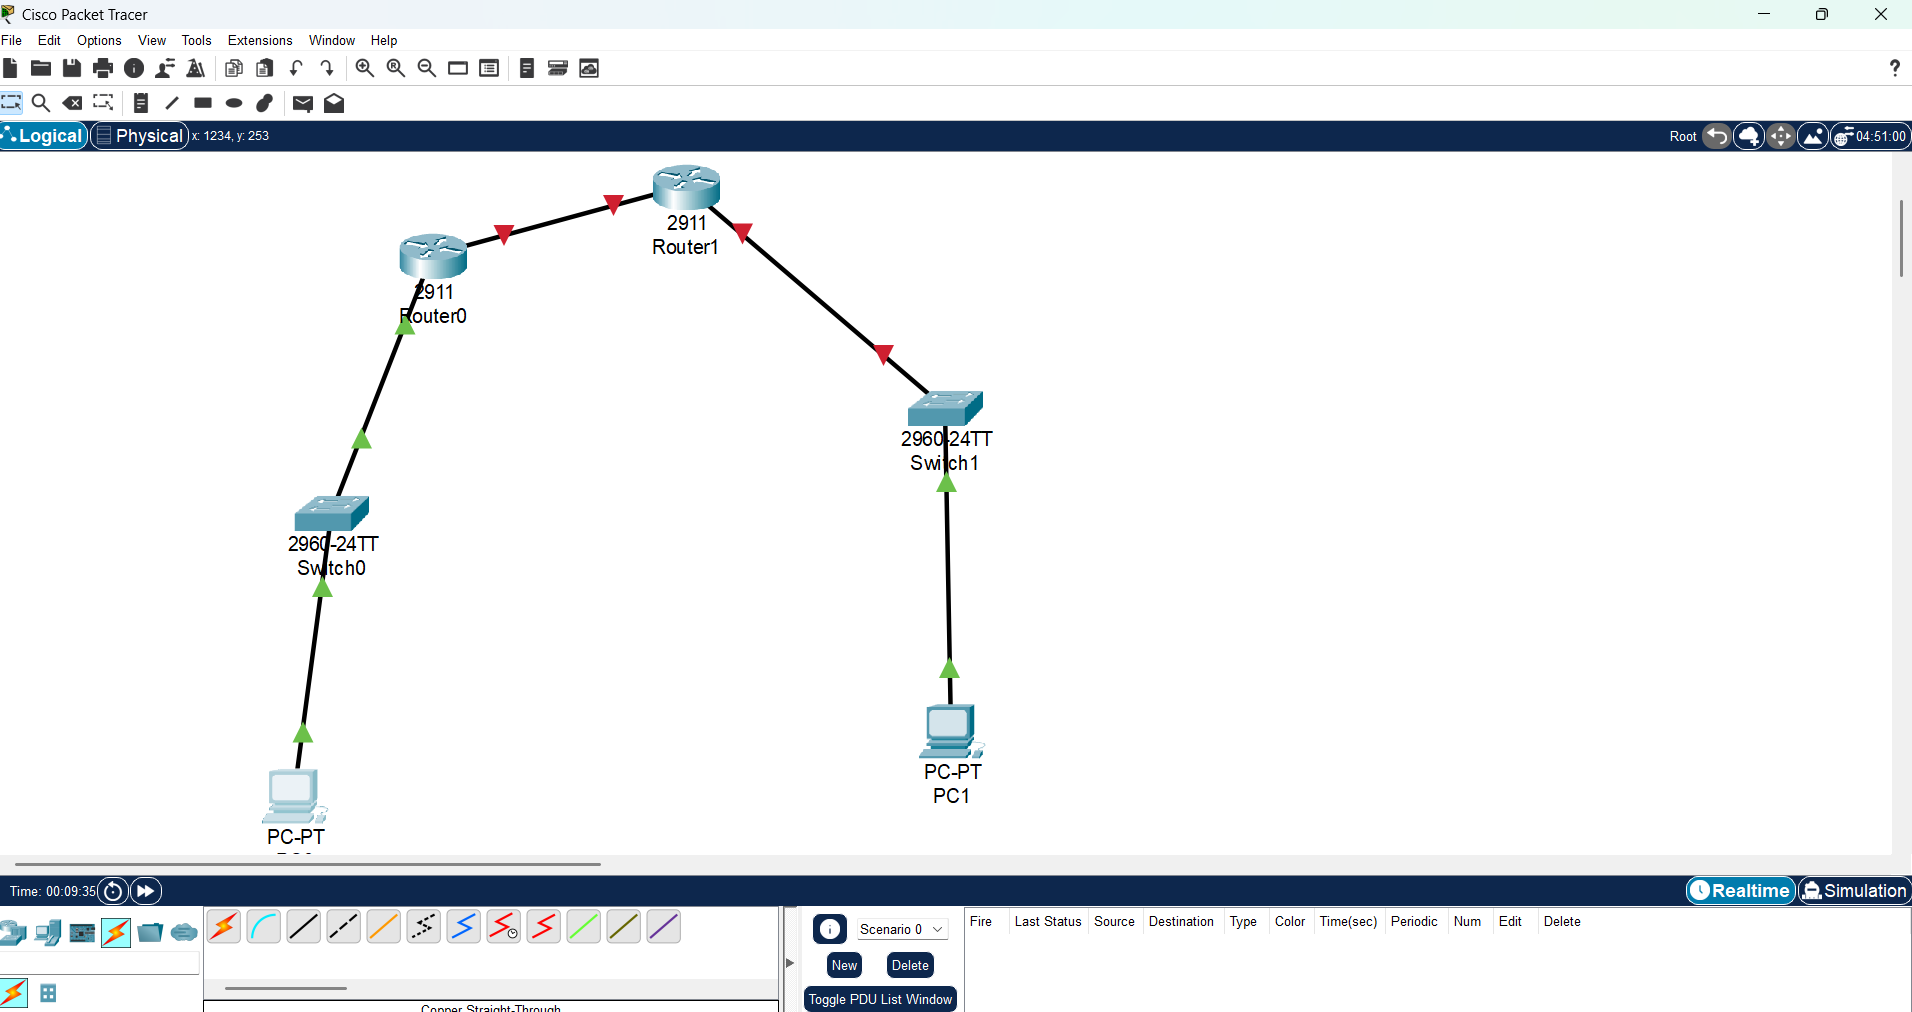 Cisco Packet Tracer
File Edit Options View Tools Extensions Window Help
?
Logical Physical x: 1234, y: 253 Root 04:51:00
2911
Router1
2911
Router0
2960-24TT
Switch1
2960-24TT
Switch0
PC-PT
PC1
PC-PT
Time: 00:09:35 Realtime Simulation
Scenario 0
New Delete
Toggle PDU List Window
Fire Last Status Source Destination Type Color Time(sec) Periodic Num Edit Delete
Copper Straight-Through